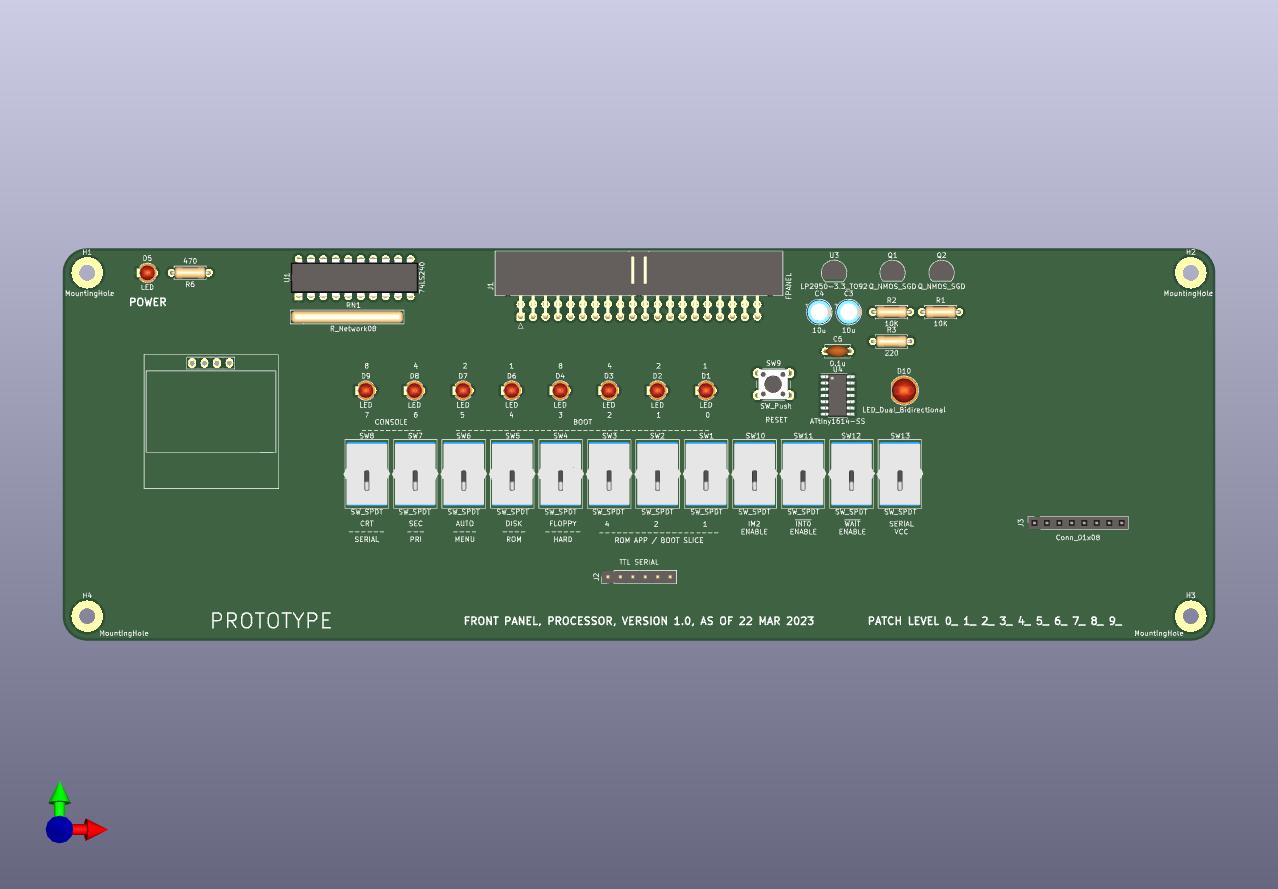 H1
MountingHole
D5
LED
POWER
470
R6
U1
74LS240
RN1
R_Network08
J1
FPANEL
U3
LP2950-3.3_TO92
Q1
Q_NMOS_SGD
Q2
Q_NMOS_SGD
H2
MountingHole
C4
C3
10u
10u
R2
10K
R1
10K
R3
220
C6
0.1u
U4
ATtiny1614-SS
D10
LED_Dual_Bidirectional
SW9
SW_Push
RESET
8 4 2 1 8 4 2 1
D9 D8 D7 D6 D4 D3 D2 D1
LED LED LED LED LED LED LED LED
7 6 5 4 3 2 1 0
CONSOLE BOOT
SW8 SW7 SW6 SW5 SW4 SW3 SW2 SW1 SW10 SW11 SW12 SW13
SW_SPDT SW_SPDT SW_SPDT SW_SPDT SW_SPDT SW_SPDT SW_SPDT SW_SPDT SW_SPDT SW_SPDT SW_SPDT SW_SPDT
CRT SEC AUTO DISK FLOPPY 4 2 1 IM2 INT0 WAIT SERIAL
ENABLE ENABLE ENABLE VCC
SERIAL PRI MENU ROM HARD ROM APP / BOOT SLICE
J3
Conn_01x08
TTL SERIAL
J2
H4
MountingHole
PROTOTYPE
FRONT PANEL, PROCESSOR, VERSION 1.0, AS OF 22 MAR 2023
PATCH LEVEL 0_ 1_ 2_ 3_ 4_ 5_ 6_ 7_ 8_ 9_
H3
MountingHole